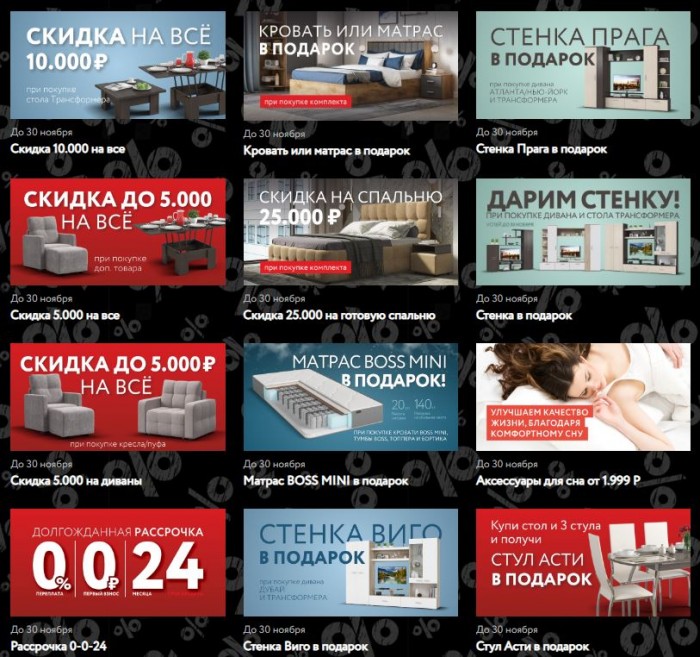 СКИДКА НА ВСЁ
10.000 ₽
при покупке
стола Трансформера
До 30 ноября
Скидка 10.000 на все
КРОВАТЬ ИЛИ МАТРАС
В ПОДАРОК
при покупке комплекта
До 30 ноября
Кровать или матрас в подарок
СТЕНКА ПРАГА
В ПОДАРОК
при покупке дивана
АТЛАНТА/НЬЮ-ЙОРК
И ТРАНСФОРМЕРА
До 30 ноября
Стенка Прага в подарок
СКИДКА ДО 5.000
НА ВСЁ
при покупке
доп. товара
До 30 ноября
Скидка 5.000 на все
СКИДКА НА СПАЛЬНЮ
25.000 ₽
при покупке комплекта
До 30 ноября
Скидка 25.000 на готовую спальню
ДАРИМ СТЕНКУ!
ПРИ ПОКУПКЕ ДИВАНА И СТОЛА ТРАНСФОРМЕРА
До 30 ноября
Стенка в подарок
СКИДКА ДО 5.000 ₽
НА ВСЁ
при покупке кресла/пуфа
До 30 ноября
Скидка 5.000 на диваны
МАТРАС BOSS MINI
В ПОДАРОК!
20
140
ПРИ ПОКУПКЕ КРОВАТИ BOSS MINI,
ТУМБЫ BOSS, ТОППЕРА И БОРТИКА
До 30 ноября
Матрас BOSS MINI в подарок
УЛУЧШАЕМ КАЧЕСТВО
ЖИЗНИ, БЛАГОДАРЯ
КОМФОРТНОМУ СНУ
До 30 ноября
Аксессуары для сна от 1.999 Р
ДОЛГОЖДАННАЯ РАССРОЧКА
0% 0₽ 24
ПЕРЕПЛАТА ПЕРВЫЙ ВЗНОС МЕСЯЦА
До 30 ноября
Рассрочка 0-0-24
СТЕНКА ВИГО
В ПОДАРОК
при покупке дивана
ДУБАЙ
И ТРАНСФОРМЕРА
До 30 ноября
Стенка Виго в подарок
Купи стол и 3 стула
и получи
СТУЛ АСТИ
В ПОДАРОК
До 30 ноября
Стул Асти в подарок